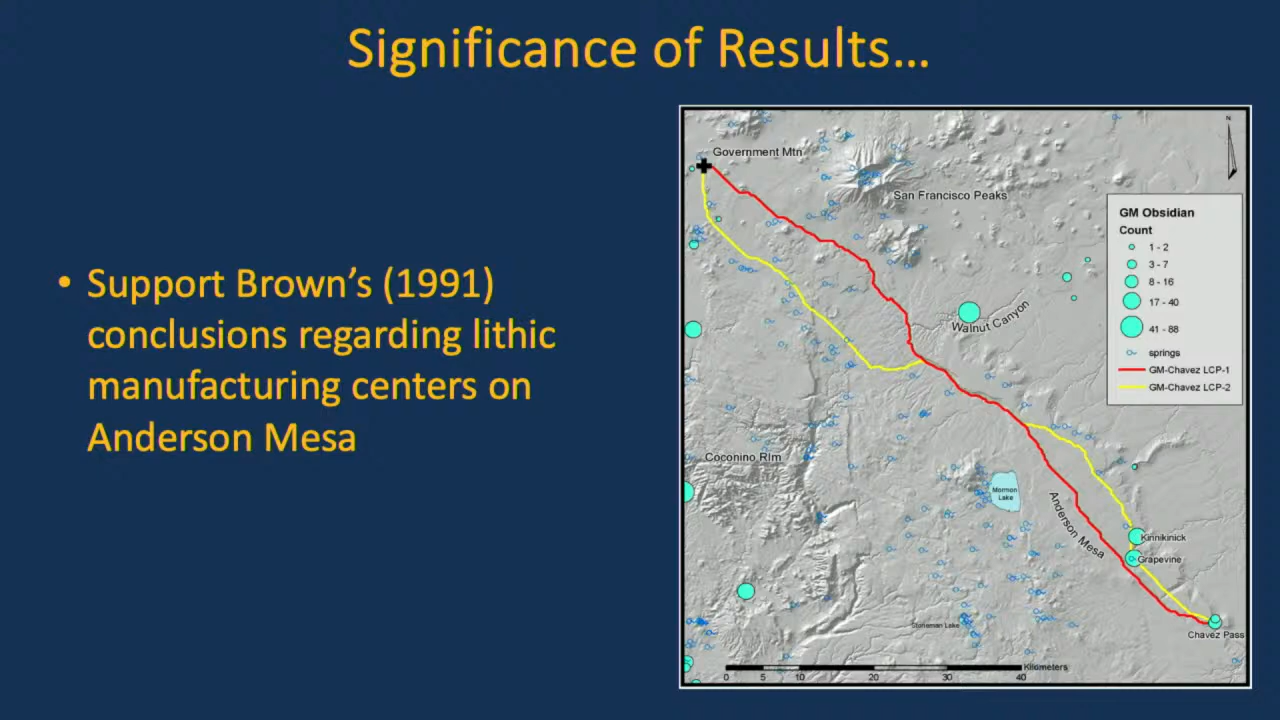 Significance of Results…
• Support Brown's (1991)
conclusions regarding lithic
manufacturing centers on
Anderson Mesa
N
Government Mtn
San Francisco Peaks
GM Obsidian
Count
1 - 2
3 - 7
8 - 16
17 - 40
41 - 88
springs
GM-Chavez LCP-1
GM-Chavez LCP-2
Walnut Canyon
Coconino Rim
Mormon
Lake
Anderson Mesa
Kinnikinick
Grapevine
Stoneman Lake
Chavez Pass
Kilometers
0 5 10 20 30 40